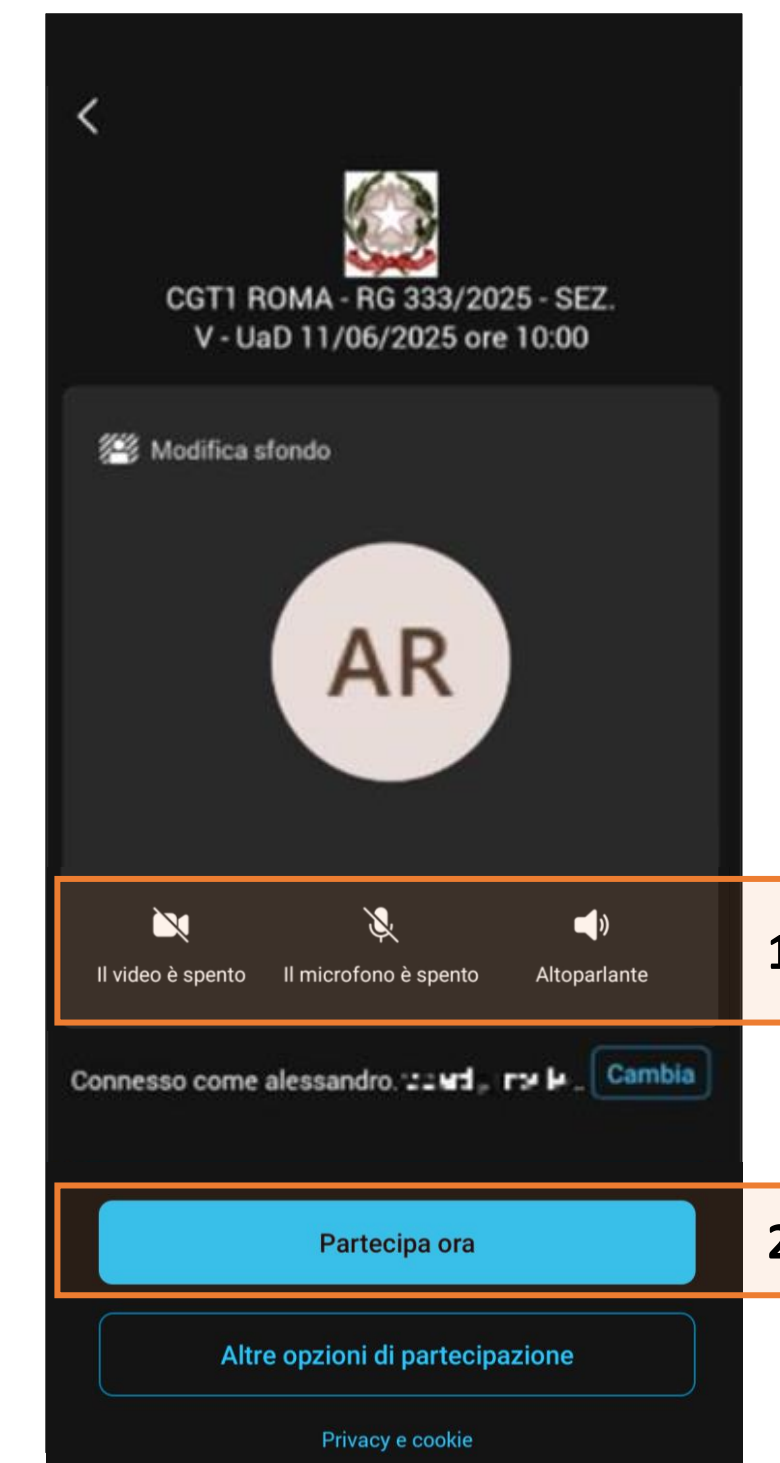 CGT1 ROMA - RG 333/2025 - SEZ.
V - UaD 11/06/2025 ore 10:00
Modifica sfondo
AR
Il video è spento Il microfono è spento Altoparlante
1
Connesso come alessandro. Cambia
Partecipa ora
2
Altre opzioni di partecipazione
Privacy e cookie